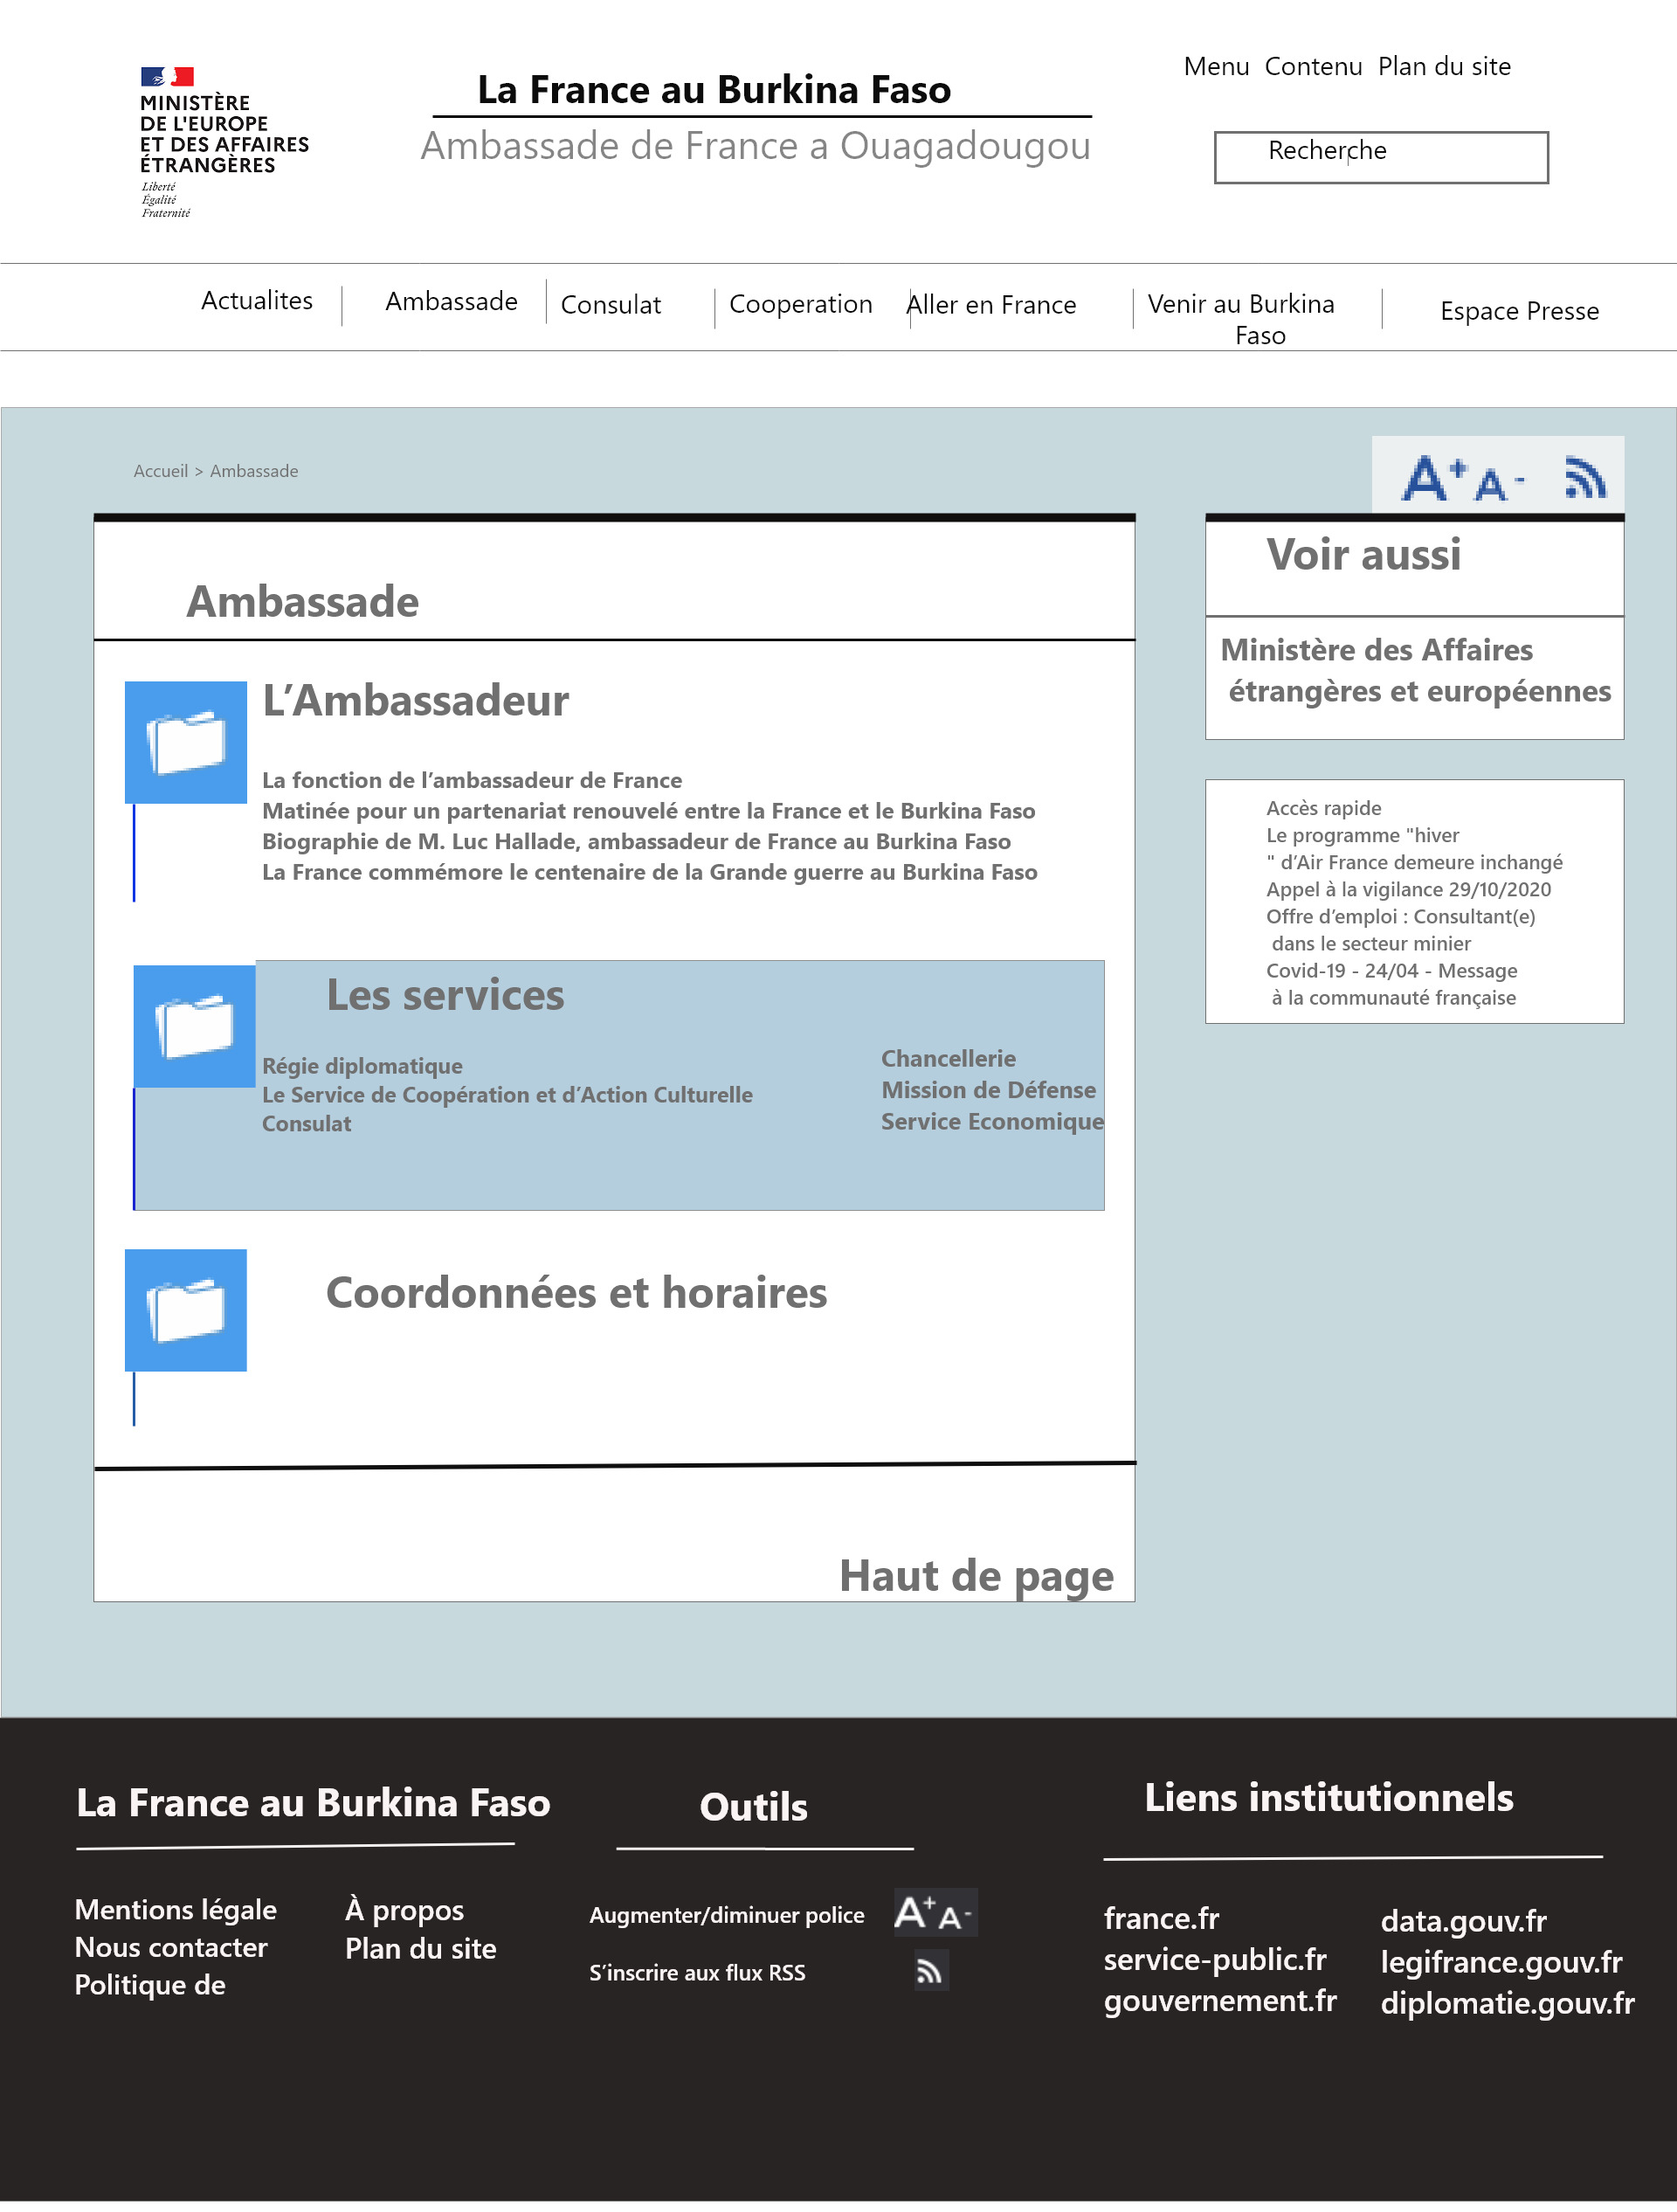 MINISTÈRE
DE L'EUROPE
ET DES AFFAIRES
ÉTRANGÈRES
Liberté
Égalité
Fraternité
La France au Burkina Faso
Ambassade de France a Ouagadougou
Menu Contenu Plan du site
Recherche
Actualites
Ambassade
Consulat
Cooperation
Aller en France
Venir au Burkina
Faso
Espace Presse
Accueil > Ambassade
A+ A-
Ambassade
L’Ambassadeur
La fonction de l’ambassadeur de France
Matinée pour un partenariat renouvelé entre la France et le Burkina Faso
Biographie de M. Luc Hallade, ambassadeur de France au Burkina Faso
La France commémore le centenaire de la Grande guerre au Burkina Faso
Les services
Régie diplomatique
Le Service de Coopération et d’Action Culturelle
Consulat
Chancellerie
Mission de Défense
Service Economique
Coordonnées et horaires
Haut de page
Voir aussi
Ministère des Affaires
étrangères et européennes
Accès rapide
Le programme "hiver
" d’Air France demeure inchangé
Appel à la vigilance 29/10/2020
Offre d’emploi : Consultant(e)
dans le secteur minier
Covid-19 - 24/04 - Message
à la communauté française
La France au Burkina Faso
Mentions légale
Nous contacter
Politique de
À propos
Plan du site
Outils
Augmenter/diminuer police
A+ A-
S’inscrire aux flux RSS
Liens institutionnels
france.fr
service-public.fr
gouvernement.fr
data.gouv.fr
legifrance.gouv.fr
diplomatie.gouv.fr